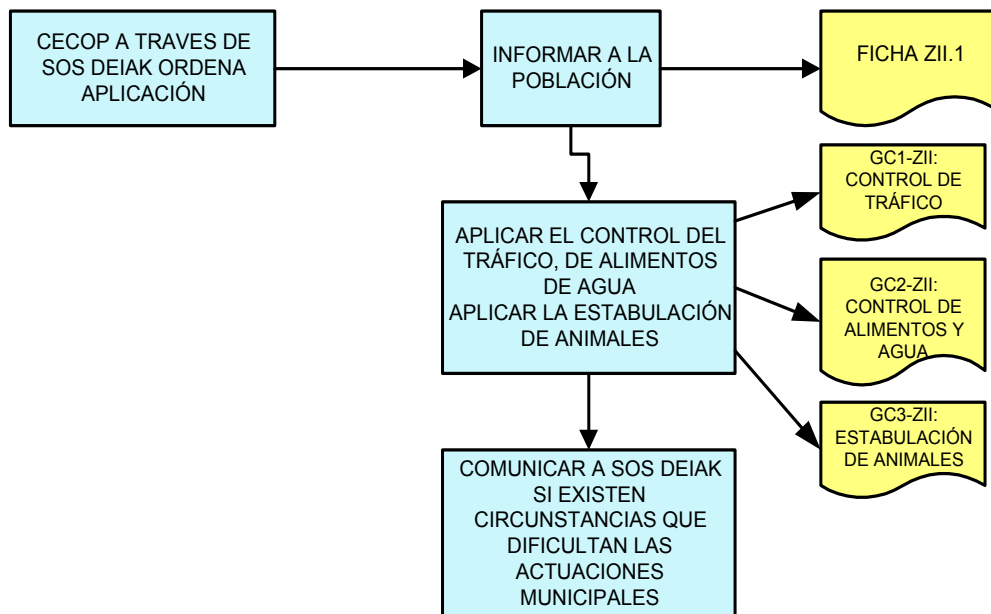 CECOP A TRAVES DE
SOS DEIAK ORDENA
APLICACIÓN
INFORMAR A LA
POBLACIÓN
FICHA ZII.1
APLICAR EL CONTROL DEL
TRÁFICO, DE ALIMENTOS
DE AGUA
APLICAR LA ESTABULACIÓN
DE ANIMALES
GC1-ZII:
CONTROL DE
TRÁFICO
GC2-ZII:
CONTROL DE
ALIMENTOS Y
AGUA
GC3-ZII:
ESTABULACIÓN
DE ANIMALES
COMUNICAR A SOS DEIAK
SI EXISTEN
CIRCUNSTANCIAS QUE
DIFICULTAN LAS
ACTUACIONES
MUNICIPALES